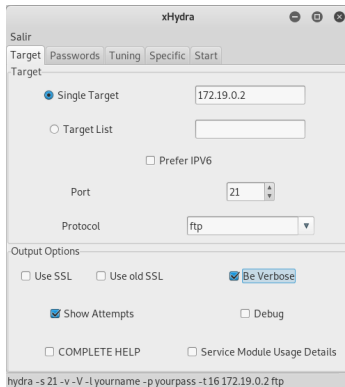 xHydra
Salir
Target Passwords Tuning Specific Start
Target
Single Target 172.19.0.2
Target List
Prefer IPV6
Port 21
Protocol ftp
Output Options
Use SSL Use old SSL Be Verbose
Show Attempts Debug
COMPLETE HELP Service Module Usage Details
hydra -s 21 -v -V -l yourname -p yourpass -t 16 172.19.0.2 ftp